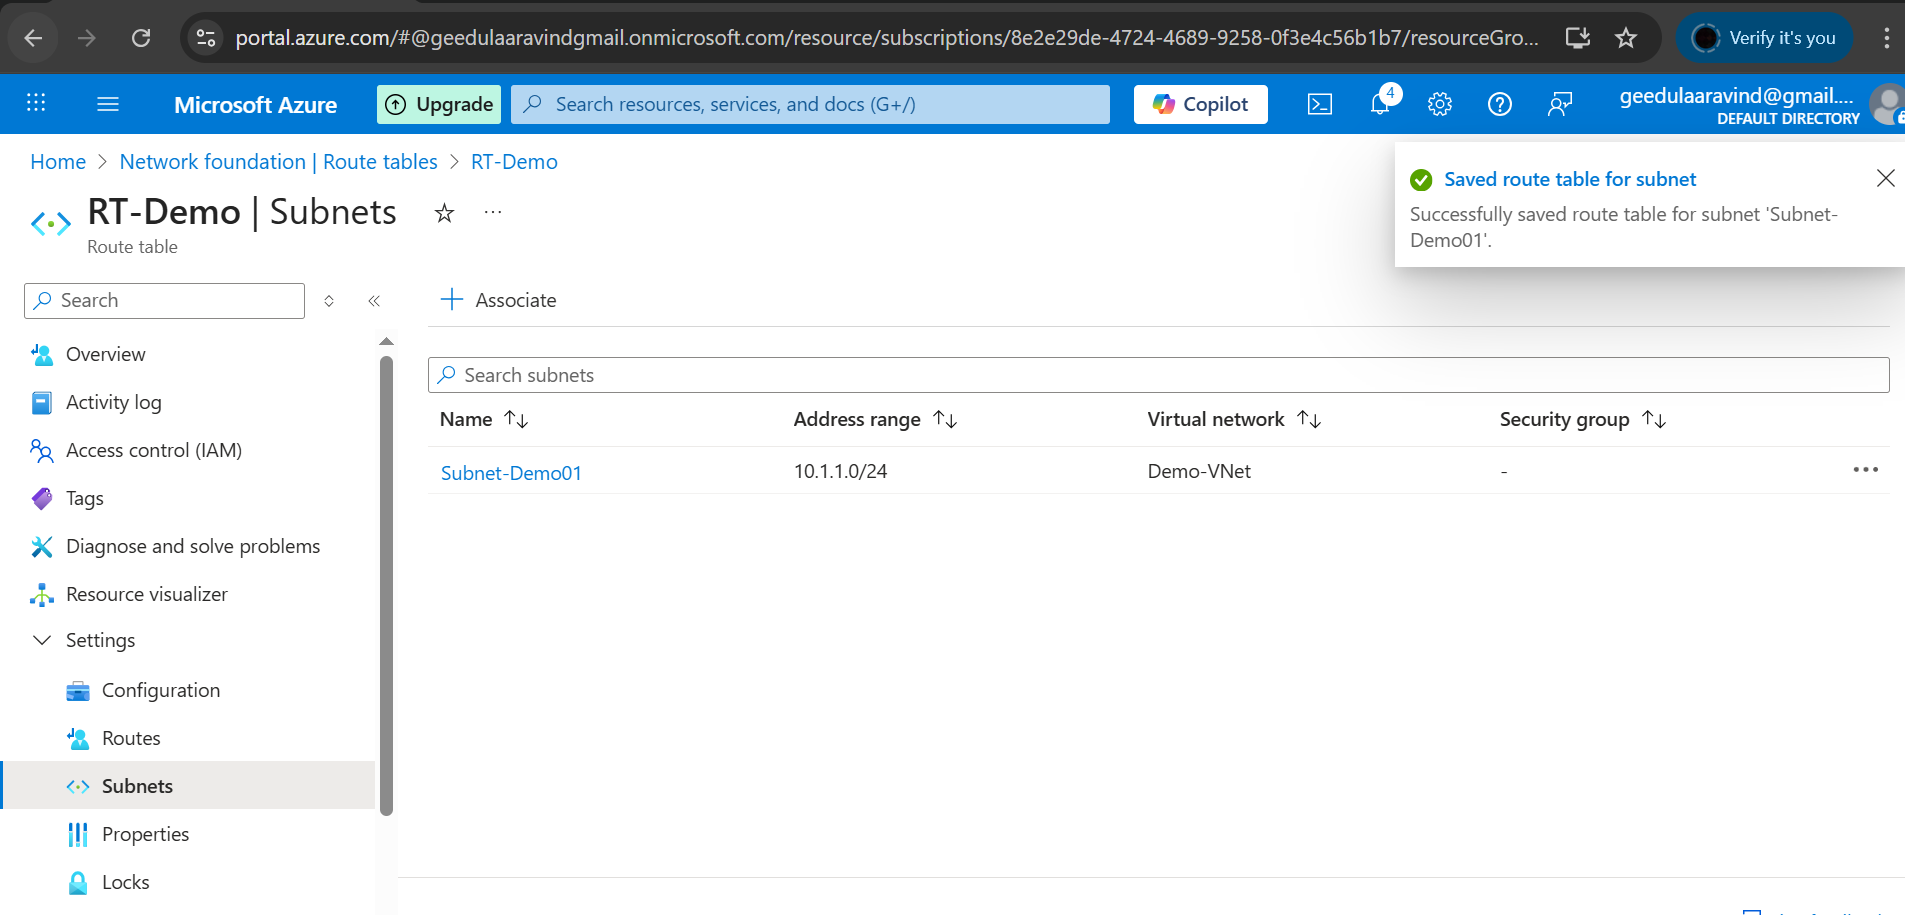 portal.azure.com/#@geedulaaravindgmail.onmicrosoft.com/resource/subscriptions/8e2e29de-4724-4689-9258-0f3e4c56b1b7/resourceGro...
Verify it's you
Microsoft Azure
Upgrade
Search resources, services, and docs (G+/)
Copilot
4
geedulaaravind@gmail....
DEFAULT DIRECTORY
Home > Network foundation | Route tables > RT-Demo
RT-Demo | Subnets
Route table
Saved route table for subnet
Successfully saved route table for subnet 'Subnet-
Demo01'.
Search
Associate
Overview
Activity log
Access control (IAM)
Tags
Diagnose and solve problems
Resource visualizer
Settings
Configuration
Routes
Subnets
Properties
Locks
Search subnets
Name Address range Virtual network Security group
Subnet-Demo01 10.1.1.0/24 Demo-VNet -